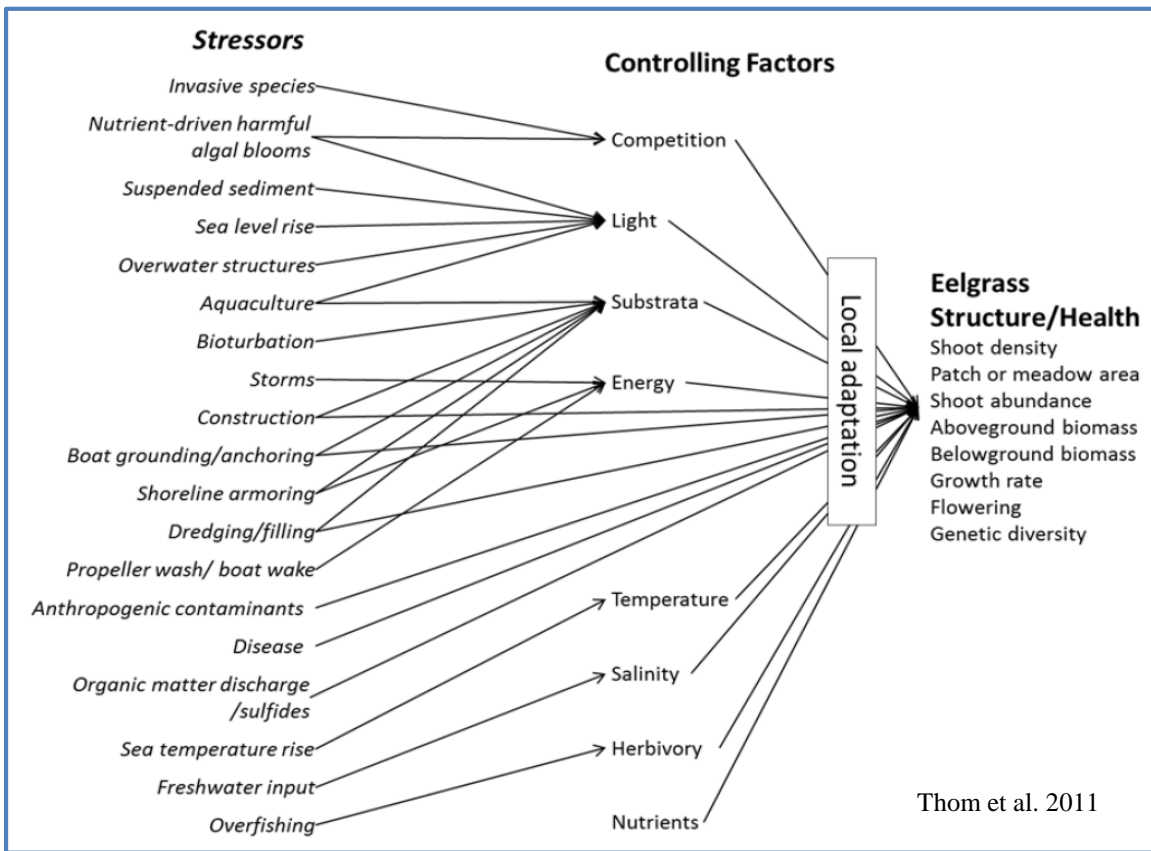 Stressors
Invasive species
Nutrient-driven harmful
algal blooms
Suspended sediment
Sea level rise
Overwater structures
Aquaculture
Bioturbation
Storms
Construction
Boat grounding/anchoring
Shoreline armoring
Dredging/filling
Propeller wash/ boat wake
Anthropogenic contaminants
Disease
Organic matter discharge
/sulfides
Sea temperature rise
Freshwater input
Overfishing
Controlling Factors
Competition
Light
Substrata
Energy
Temperature
Salinity
Herbivory
Nutrients
Local adaptation
Eelgrass
Structure/Health
Shoot density
Patch or meadow area
Shoot abundance
Aboveground biomass
Belowground biomass
Growth rate
Flowering
Genetic diversity
Thom et al. 2011